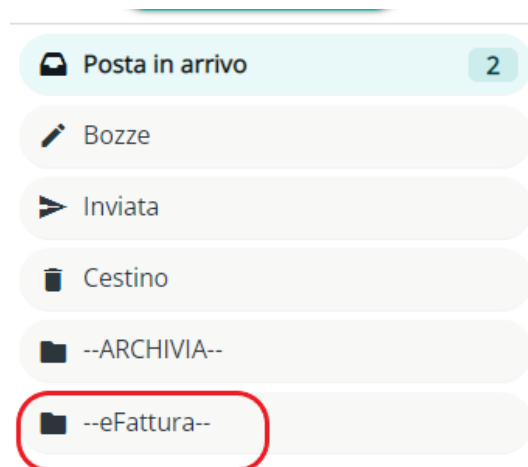 Posta in arrivo 2
Bozze
Inviata
Cestino
--ARCHIVIA--
--eFattura--